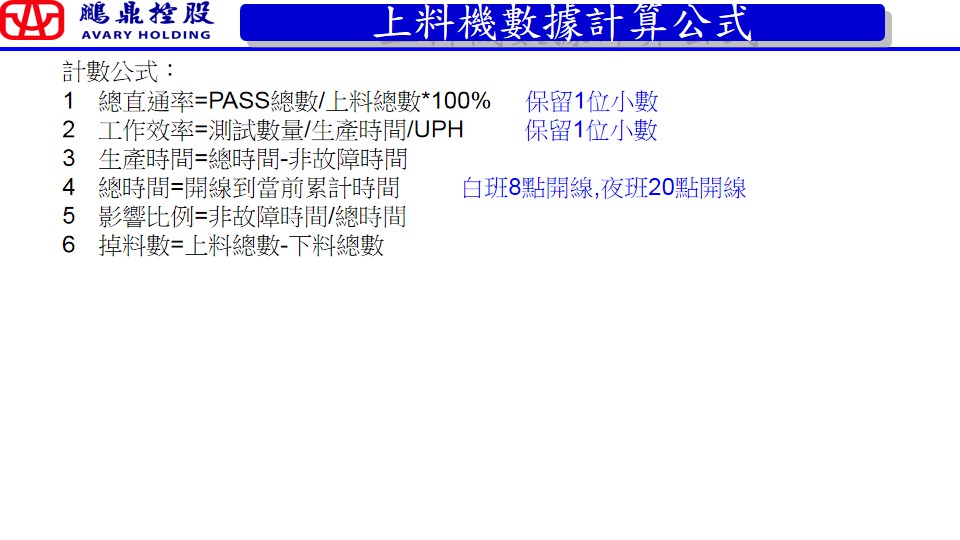 鵬鼎控股
AVARY HOLDING
上料機數據計算公式
計數公式：
1 總直通率=PASS總數/上料總數*100% 保留1位小數
2 工作效率=測試數量/生產時間/UPH 保留1位小數
3 生產時間=總時間-非故障時間
4 總時間=開線到當前累計時間 白班8點開線,夜班20點開線
5 影響比例=非故障時間/總時間
6 掉料數=上料總數-下料總數